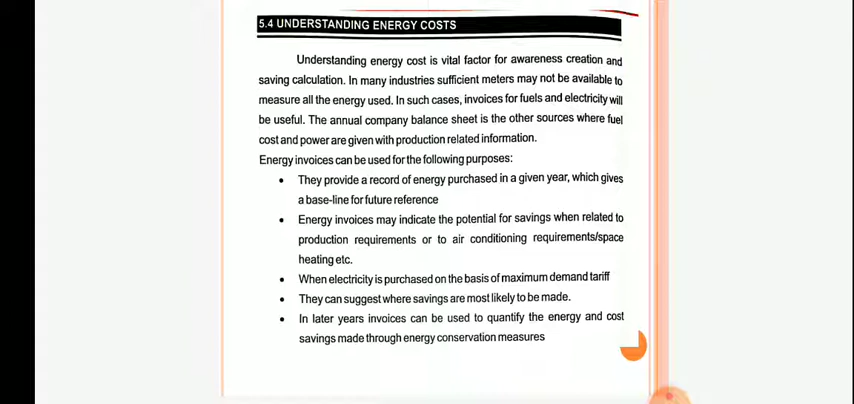 5.4 UNDERSTANDING ENERGY COSTS
Understanding energy cost is vital factor for awareness creation and
saving calculation. In many industries sufficient meters may not be available to
measure all the energy used. In such cases, invoices for fuels and electricity will
be useful. The annual company balance sheet is the other sources where fuel
cost and power are given with production related information.
Energy invoices can be used for the following purposes:
• They provide a record of energy purchased in a given year, which gives
a base-line for future reference
• Energy invoices may indicate the potential for savings when related to
production requirements or to air conditioning requirements/space
heating etc.
• When electricity is purchased on the basis of maximum demand tariff
• They can suggest where savings are most likely to be made.
• In later years invoices can be used to quantify the energy and cost
savings made through energy conservation measures